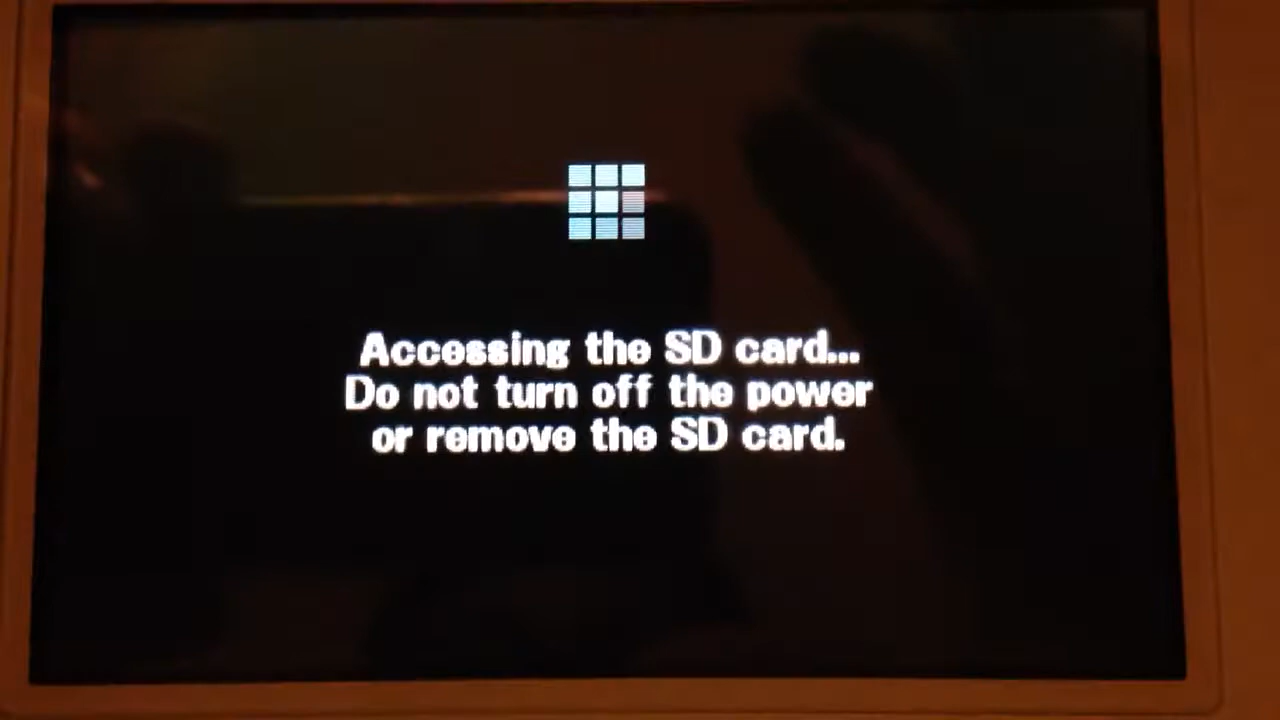 Accessing the SD card...
Do not turn off the power
or remove the SD card.